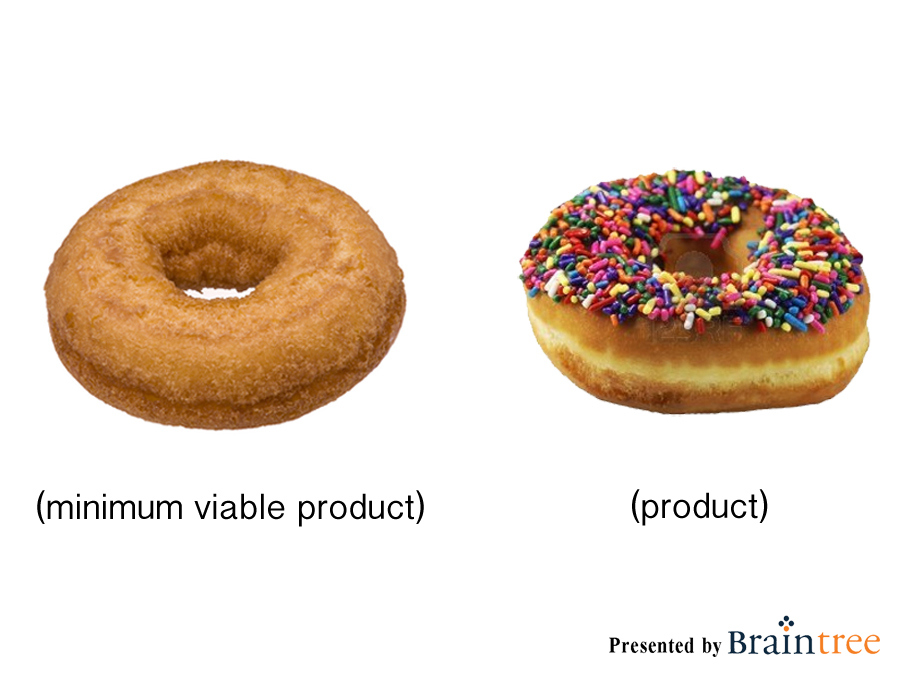 (minimum viable product)
(product)
Presented by Braintree